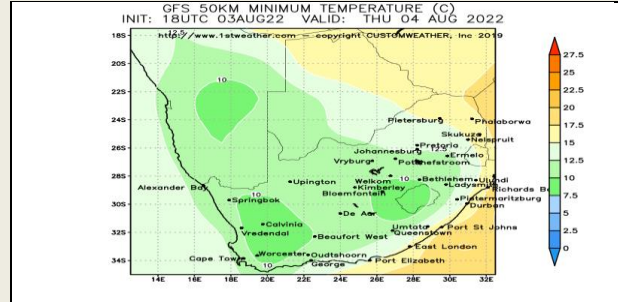 GFS 50KM MINIMUM TEMPERATURE (C)
INIT: 18UTC 03AUG22 VALID: THU 04 AUG 2022
http://www.1stweather.com — copyright CUSTOMWEATHER, Inc 2019
12.5
18S
20S
22S
10
24S
Pietersburg Phalaborwa
Skukuza
26S
Pretoria Nelspruit
Johannesburg 12.5
Ermelo
Vryburg Potchefstroom
28S
Welkom Bethlehem Ulundi
Alexander Bay Upington Kimberley Ladysmith
Richards B
Bloemfontein
30S
Springbok 10 Pietermaritzburg
De Aar Durban
Calvinia
32S
Vredendal Umtata Port St Johns
Beaufort West Queenstown
East London
34S
Cape Town Worcester Oudtshoorn
10 George Port Elizabeth
14E 16E 18E 20E 22E 24E 26E 28E 30E 32E
27.5
25
22.5
20
17.5
15
12.5
10
7.5
5
2.5
0